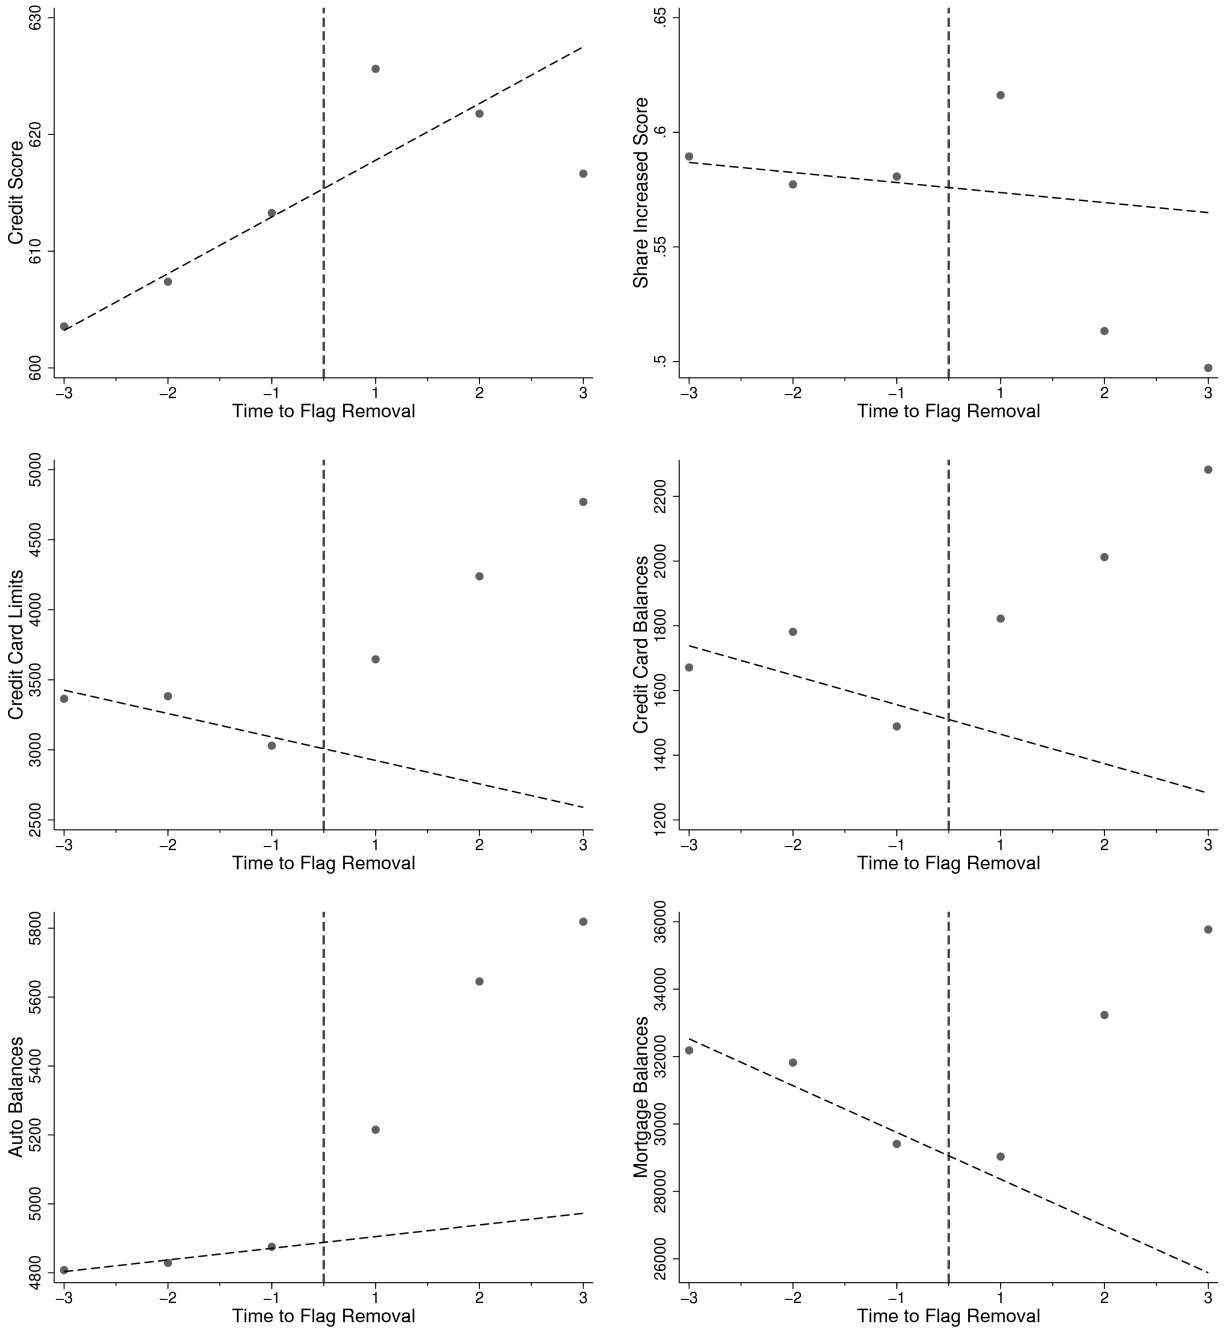 Credit Score
630
620
610
600
−3 −2 −1 1 2 3
Time to Flag Removal
Share Increased Score
.65
.6
.55
.5
−3 −2 −1 1 2 3
Time to Flag Removal
Credit Card Limits
5000
4500
4000
3500
3000
2500
−3 −2 −1 1 2 3
Time to Flag Removal
Credit Card Balances
2200
2000
1800
1600
1400
1200
−3 −2 −1 1 2 3
Time to Flag Removal
Auto Balances
5800
5600
5400
5200
5000
4800
−3 −2 −1 1 2 3
Time to Flag Removal
Mortgage Balances
36000
34000
32000
30000
28000
26000
−3 −2 −1 1 2 3
Time to Flag Removal